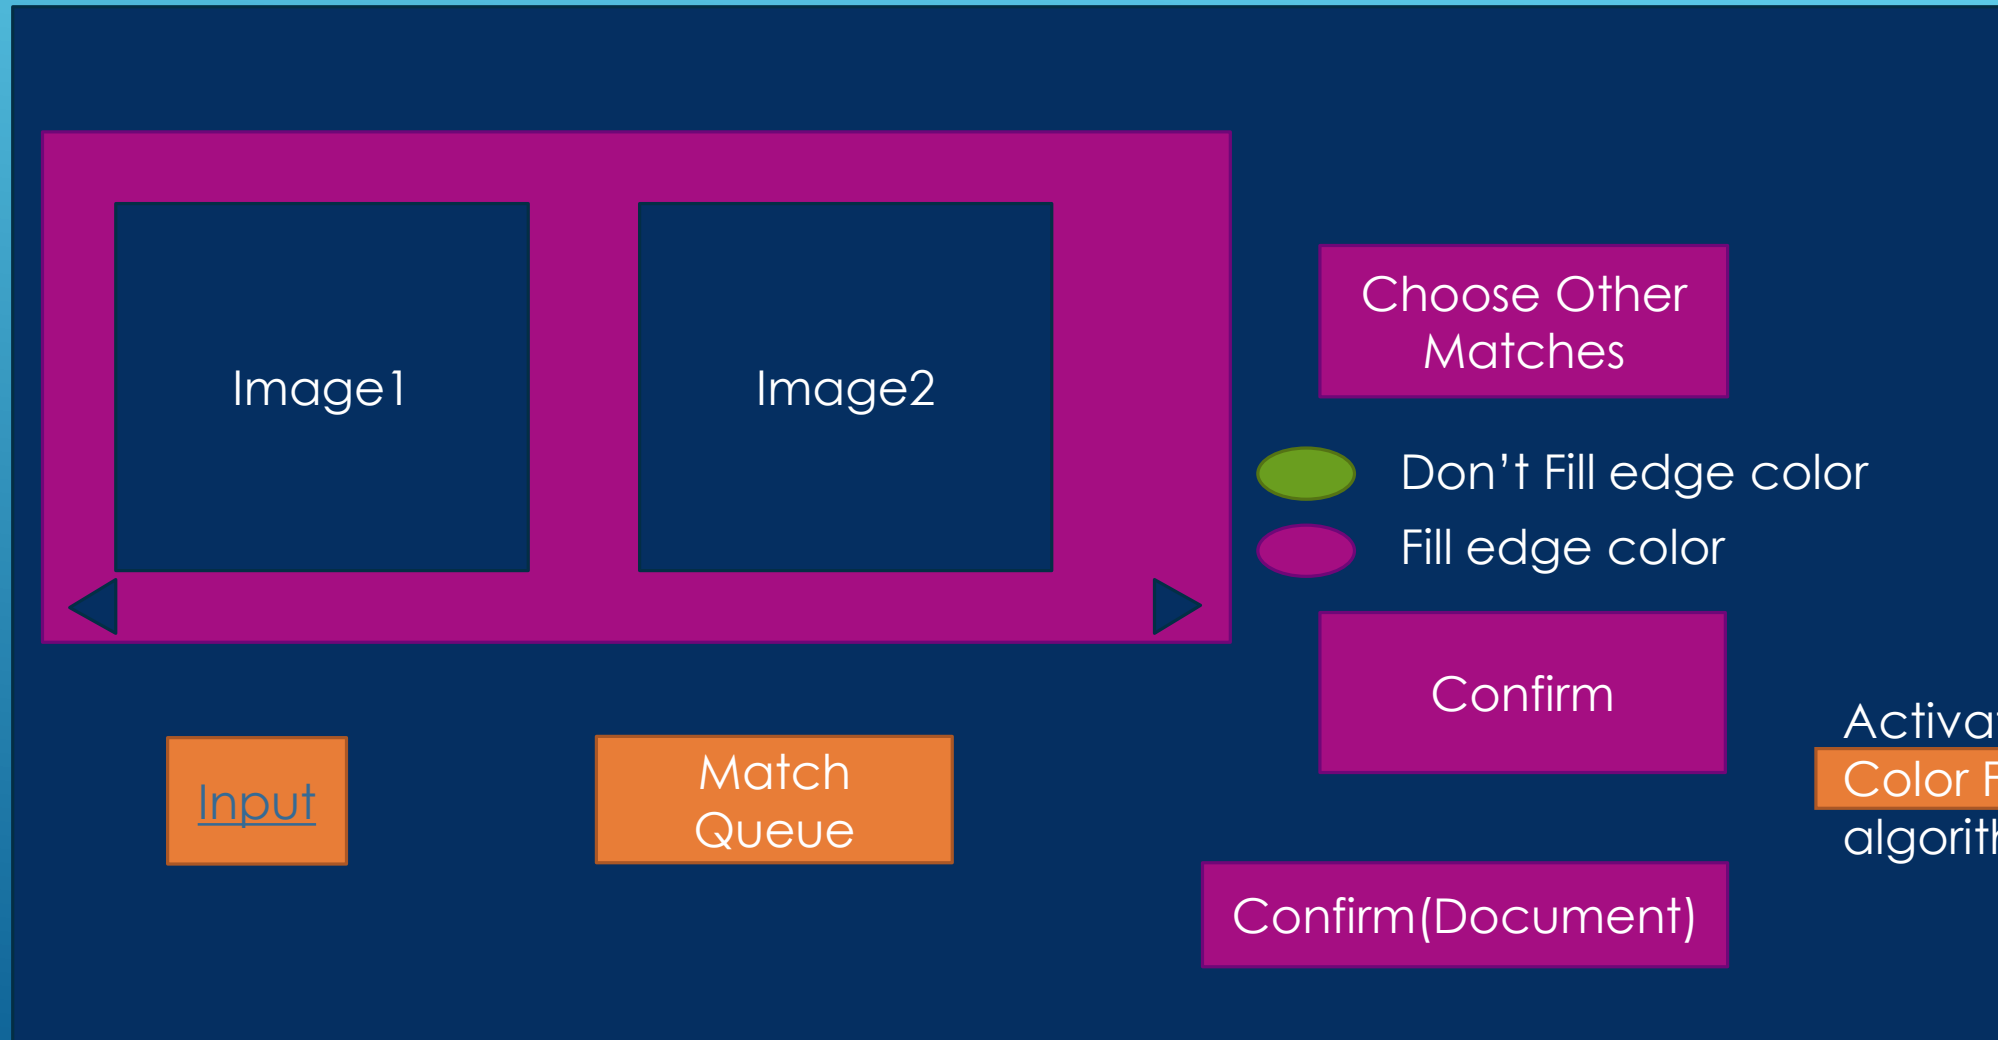 Image1
Image2
Choose Other
Matches
Don’t Fill edge color
Fill edge color
Confirm
Input
Match
Queue
Color
Confirm(Document)